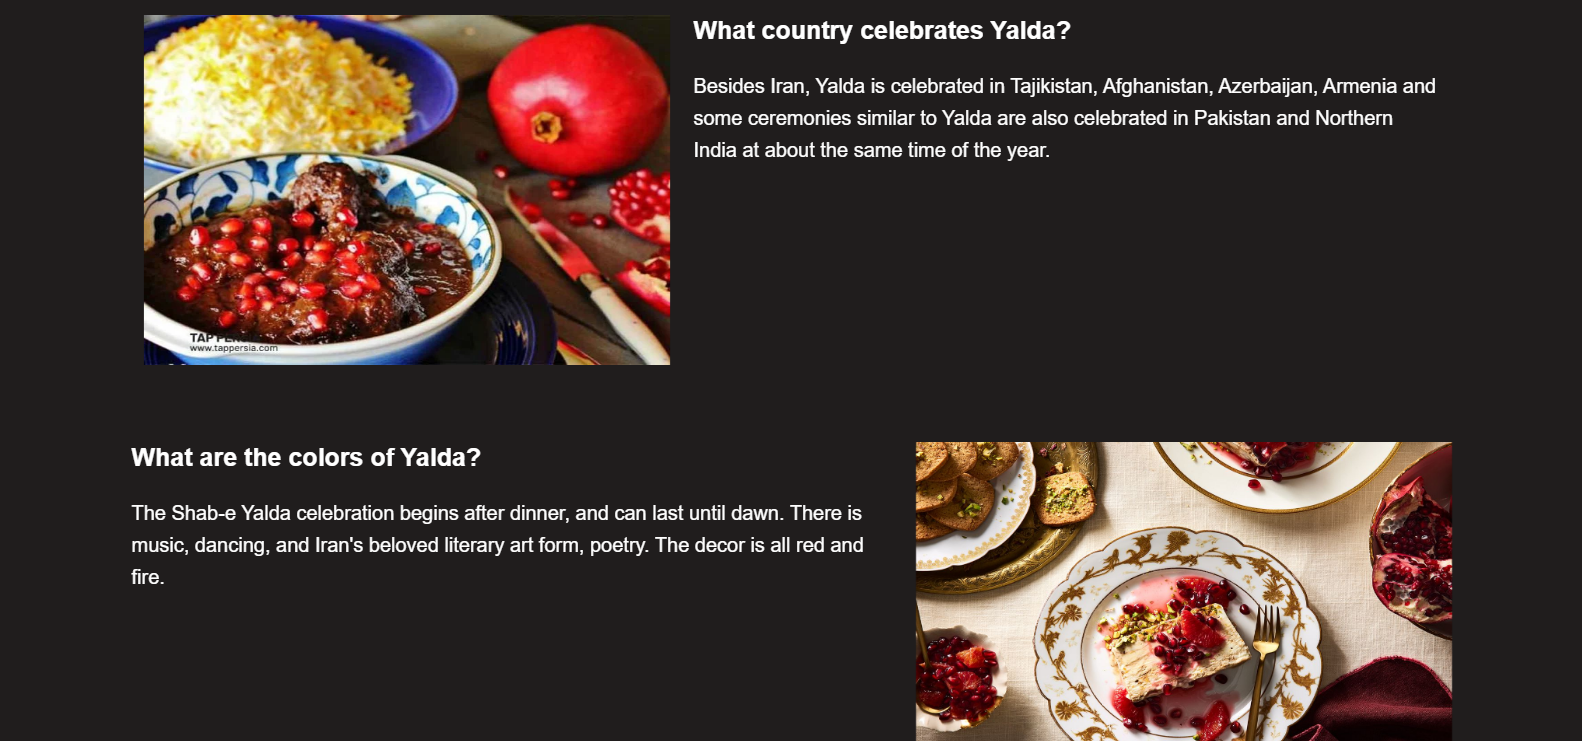 What country celebrates Yalda?
Besides Iran, Yalda is celebrated in Tajikistan, Afghanistan, Azerbaijan, Armenia and
some ceremonies similar to Yalda are also celebrated in Pakistan and Northern
India at about the same time of the year.
TAP
www.tappersia.com
What are the colors of Yalda?
The Shab-e Yalda celebration begins after dinner, and can last until dawn. There is
music, dancing, and Iran's beloved literary art form, poetry. The decor is all red and
fire.